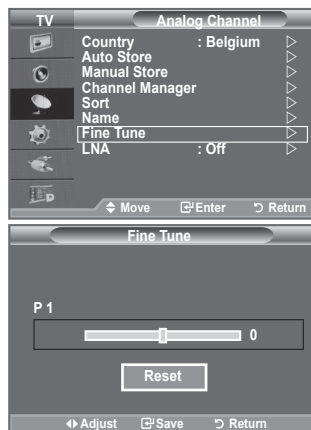 TV Analog Channel
Country : Belgium
Auto Store
Manual Store
Channel Manager
Sort
Name
Fine Tune
LNA : Off
Move Enter Return
Fine Tune
P 1
0
Reset
Adjust Save Return